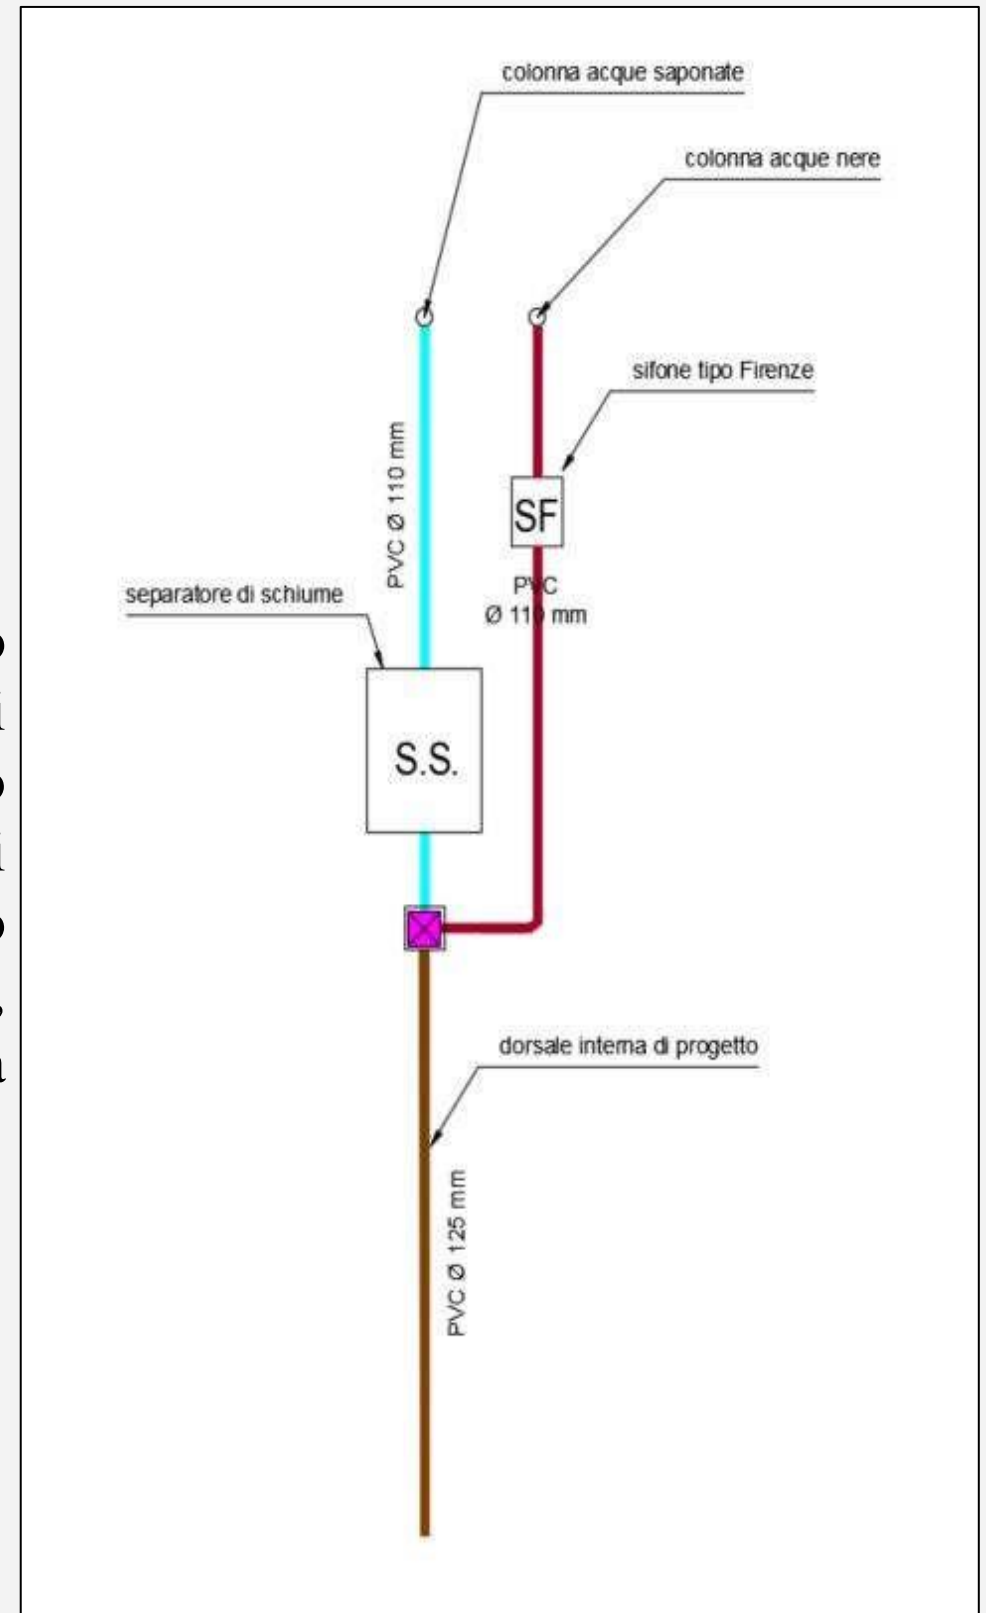 colonna acque saponate
colonna acque nere
sifone tipo Firenze
PVC Ø 110 mm
SF
PVC
Ø 110 mm
separatore di schiume
S.S.
dorsale interna di progetto
PVC Ø 125 mm